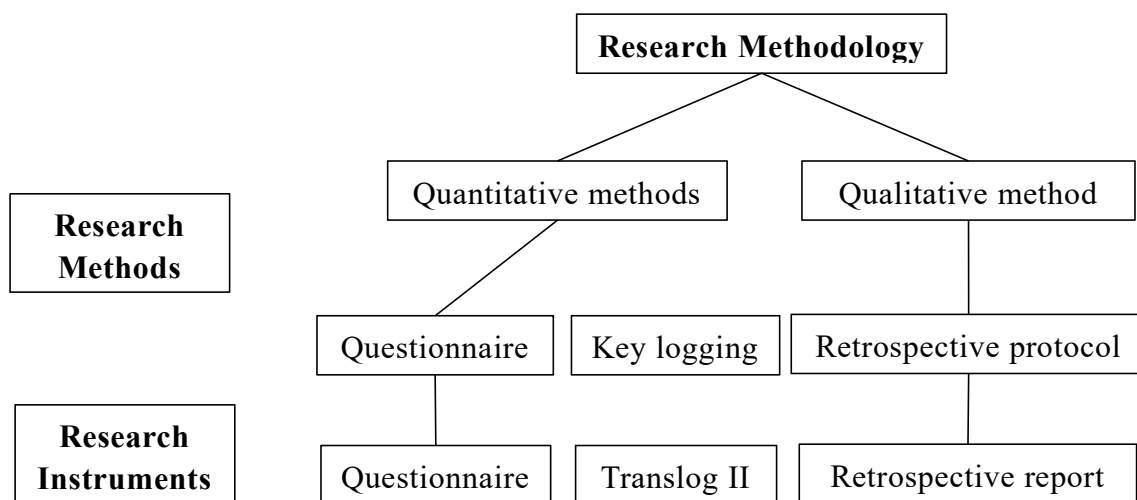 Research Methodology
Quantitative methods
Qualitative method
Research
Methods
Questionnaire
Key logging
Retrospective protocol
Research
Instruments
Questionnaire
Translog II
Retrospective report